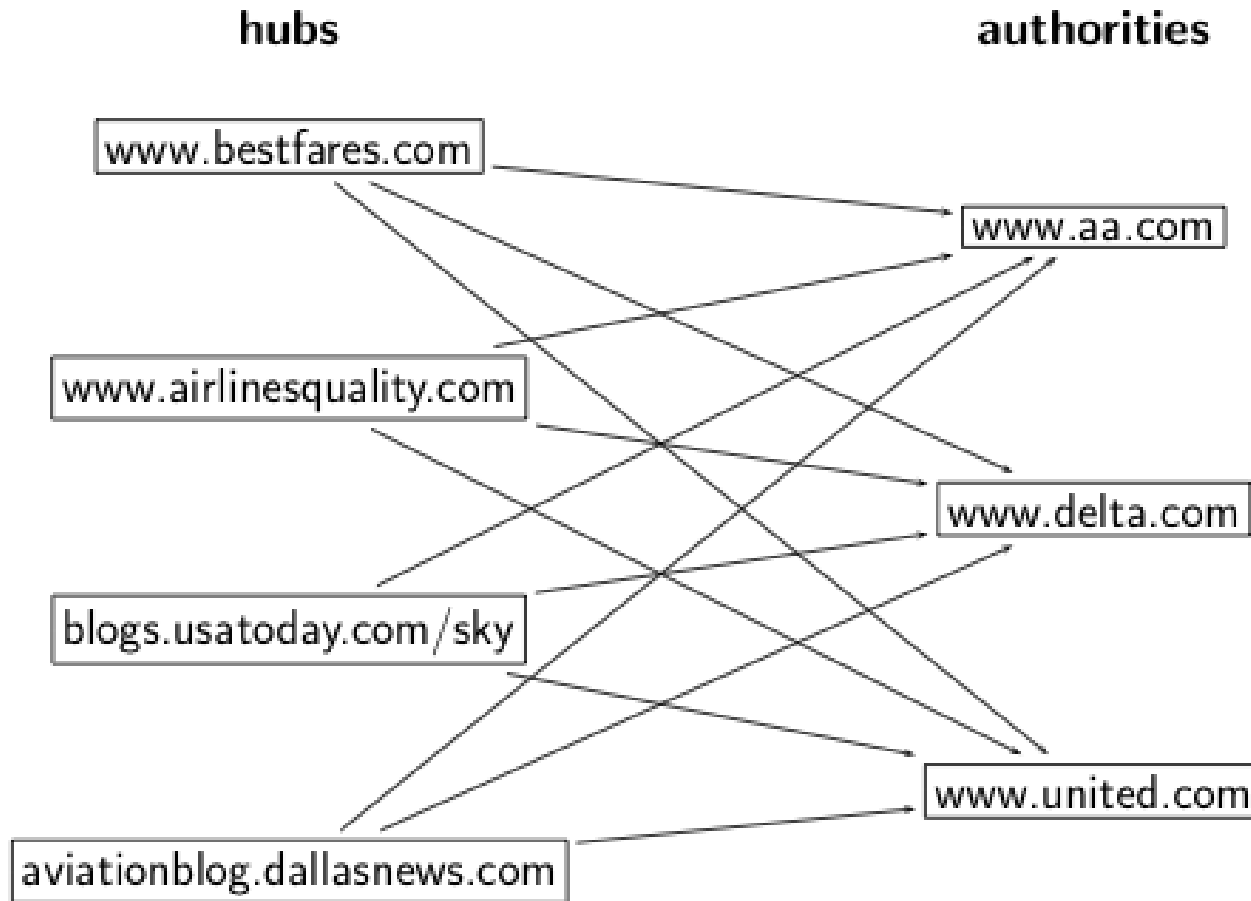 hubs
authorities
www.bestfares.com
www.aa.com
www.airlinesquality.com
www.delta.com
blogs.usatoday.com/sky
www.united.com
aviationblog.dallasnews.com